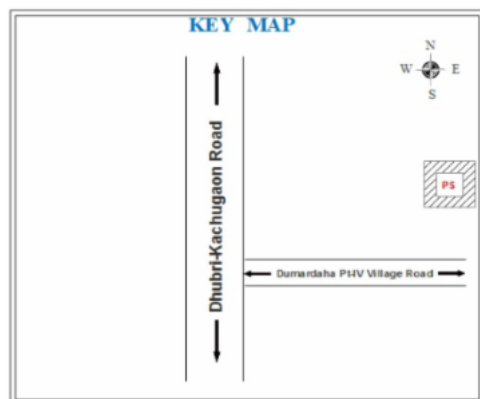 KEY MAP
N
W E
S
Dhubri-Kachugaon Road
PS
Dumardaha Pt-IV Village Road